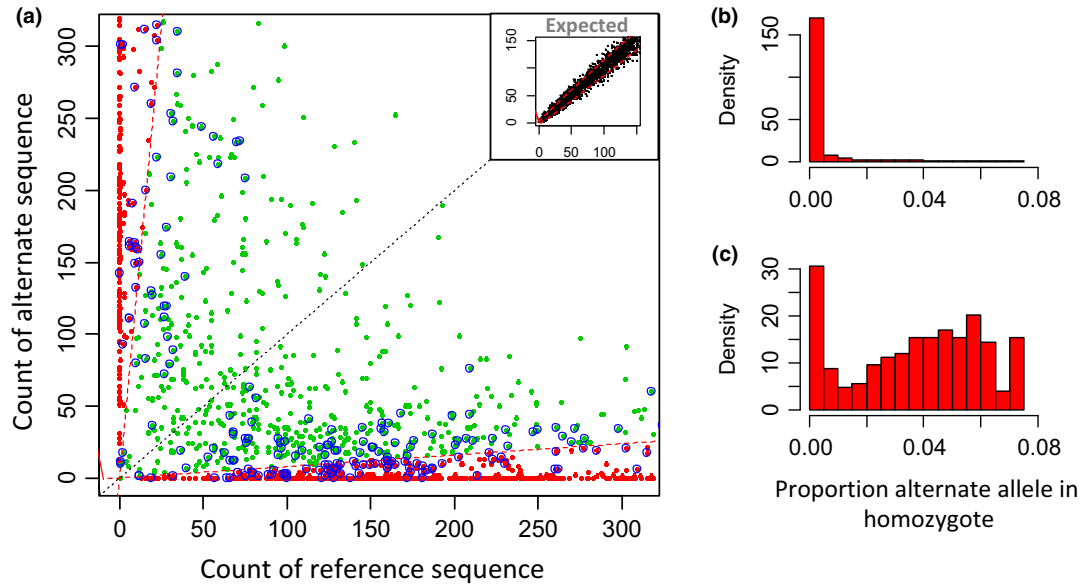 (a)
Count of alternate sequence
300
250
200
150
100
50
0
0 50 100 150 200 250 300
Count of reference sequence
Expected
150
50
0
0 50 100
(b)
Density
150
50
0
0.00 0.04 0.08
(c)
Density
30
20
10
0
0.00 0.04 0.08
Proportion alternate allele in
homozygote